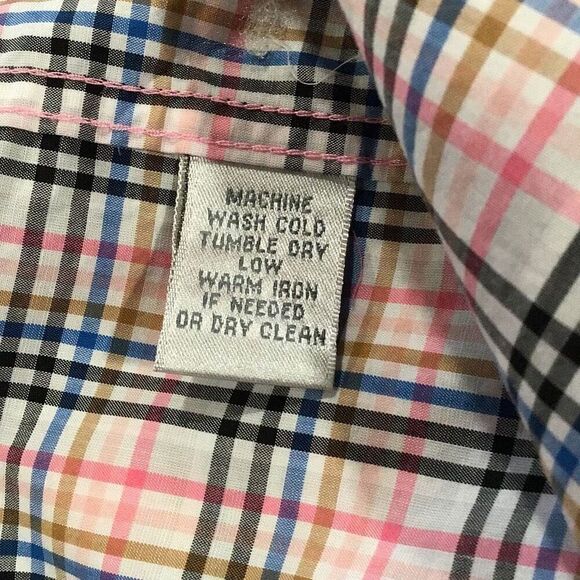 MACHINE
WASH COLD
TUMBLE DRY
LOW
WARM IRON
IF NEEDED
OR DRY CLEAN